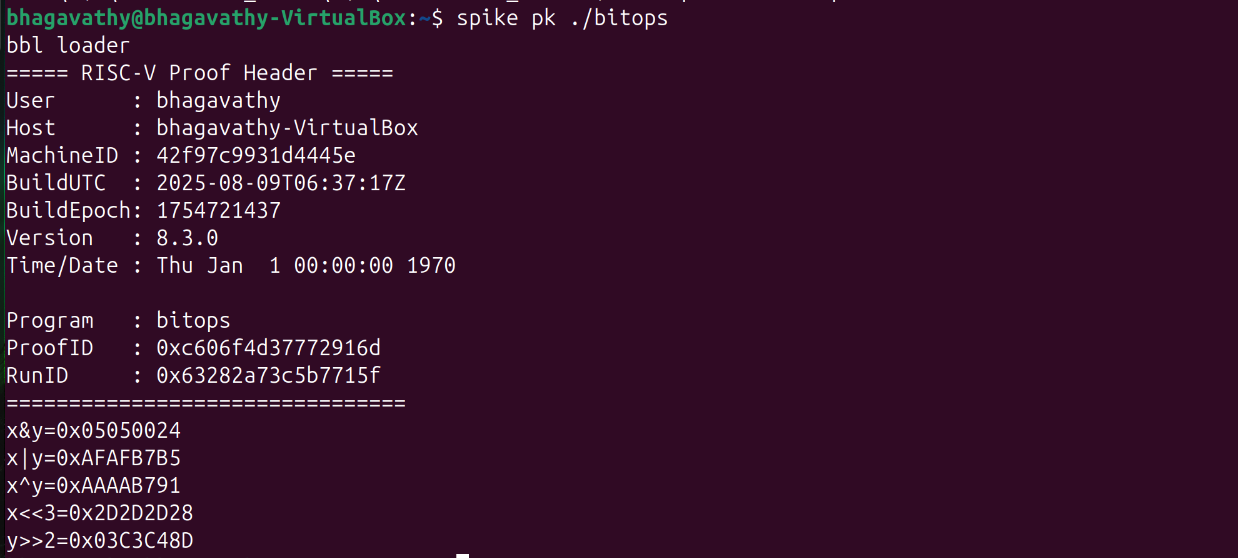 bhagavathy@bhagavathy-VirtualBox:~$ spike pk ./bitops
bbl loader
===== RISC-V Proof Header =====
User      : bhagavathy
Host      : bhagavathy-VirtualBox
MachineID : 42f97c9931d4445e
BuildUTC  : 2025-08-09T06:37:17Z
BuildEpoch: 1754721437
Version   : 8.3.0
Time/Date : Thu Jan  1 00:00:00 1970

Program   : bitops
ProofID   : 0xc606f4d37772916d
RunID     : 0x63282a73c5b7715f
================================
x&y=0x05050024
x|y=0xAFAFB7B5
x^y=0xAAAAB791
x<<3=0x2D2D2D28
y>>2=0x03C3C48D